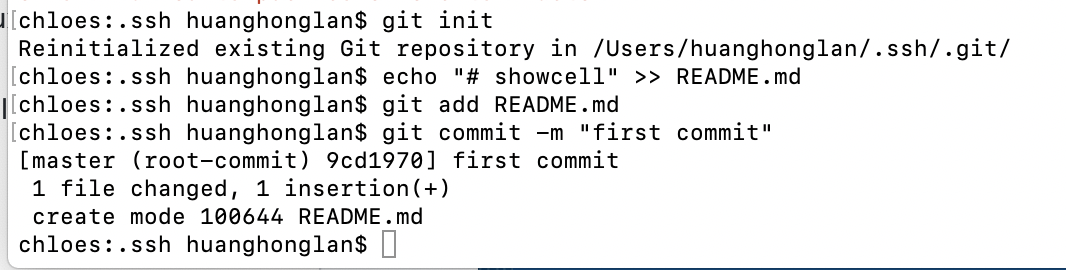 [chloes:.ssh huanghonglan$ git init
Reinitialized existing Git repository in /Users/huanghonglan/.ssh/.git/
[chloes:.ssh huanghonglan$ echo "# showcell" >> README.md
[chloes:.ssh huanghonglan$ git add README.md
[chloes:.ssh huanghonglan$ git commit -m "first commit"
[master (root-commit) 9cd1970] first commit
 1 file changed, 1 insertion(+)
 create mode 100644 README.md
chloes:.ssh huanghonglan$